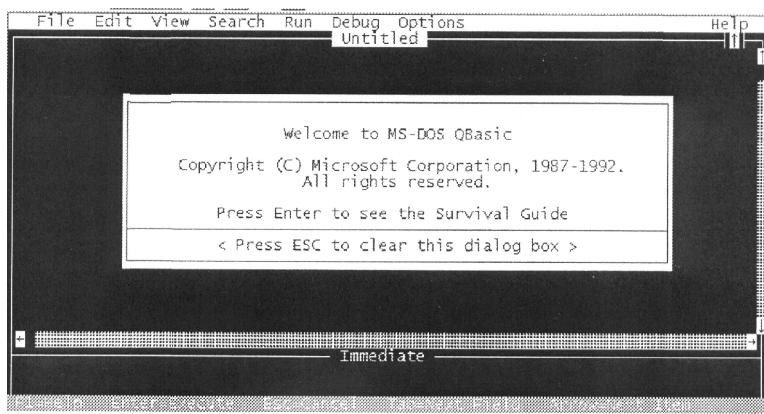 File Edit View Search Run Debug Options Help
Untitled
Welcome to MS-DOS QBasic
Copyright (C) Microsoft Corporation, 1987-1992.
All rights reserved.
Press Enter to see the Survival Guide
< Press ESC to clear this dialog box >
Immediate